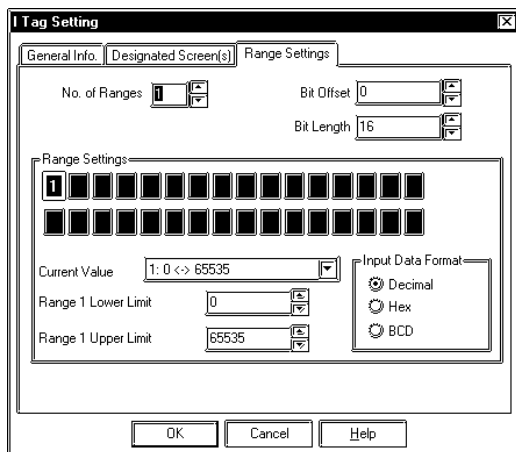 I Tag Setting
General Info. Designated Screen(s) Range Settings
No. of Ranges 1 Bit Offset 0
Bit Length 16
Range Settings
1
Current Value 1: 0 <-> 65535 Input Data Format
Decimal
Range 1 Lower Limit 0 Hex
Range 1 Upper Limit 65535 BCD
OK Cancel Help